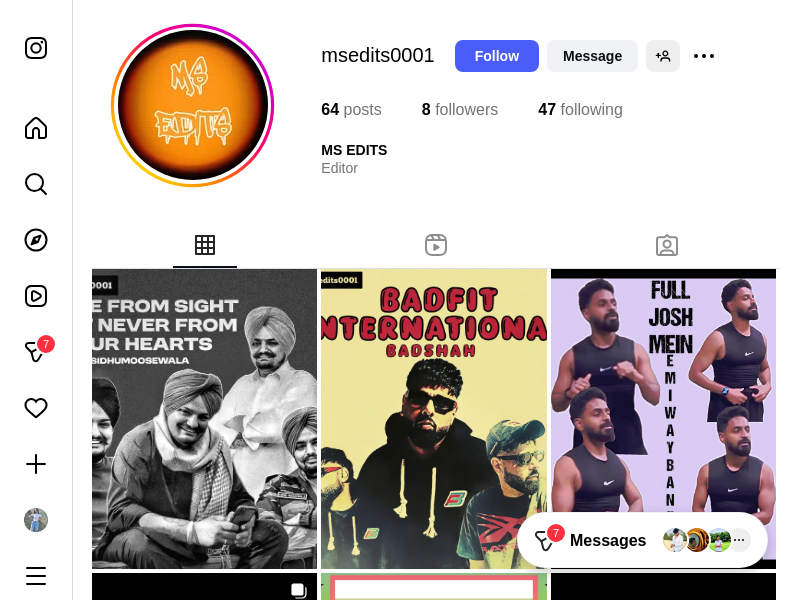 msedits0001
Follow
Message
64 posts
8 followers
47 following
MS EDITS
Editor
MS
EDITS
7
0001
E FROM SIGHT
NEVER FROM
UR HEARTS
SIDHUMOOSEWALA
edits0001
BADFIT
NTERNATIONA
BADSHAH
FULL
JOSH
MEIN
EMIWAYBAN
7
Messages